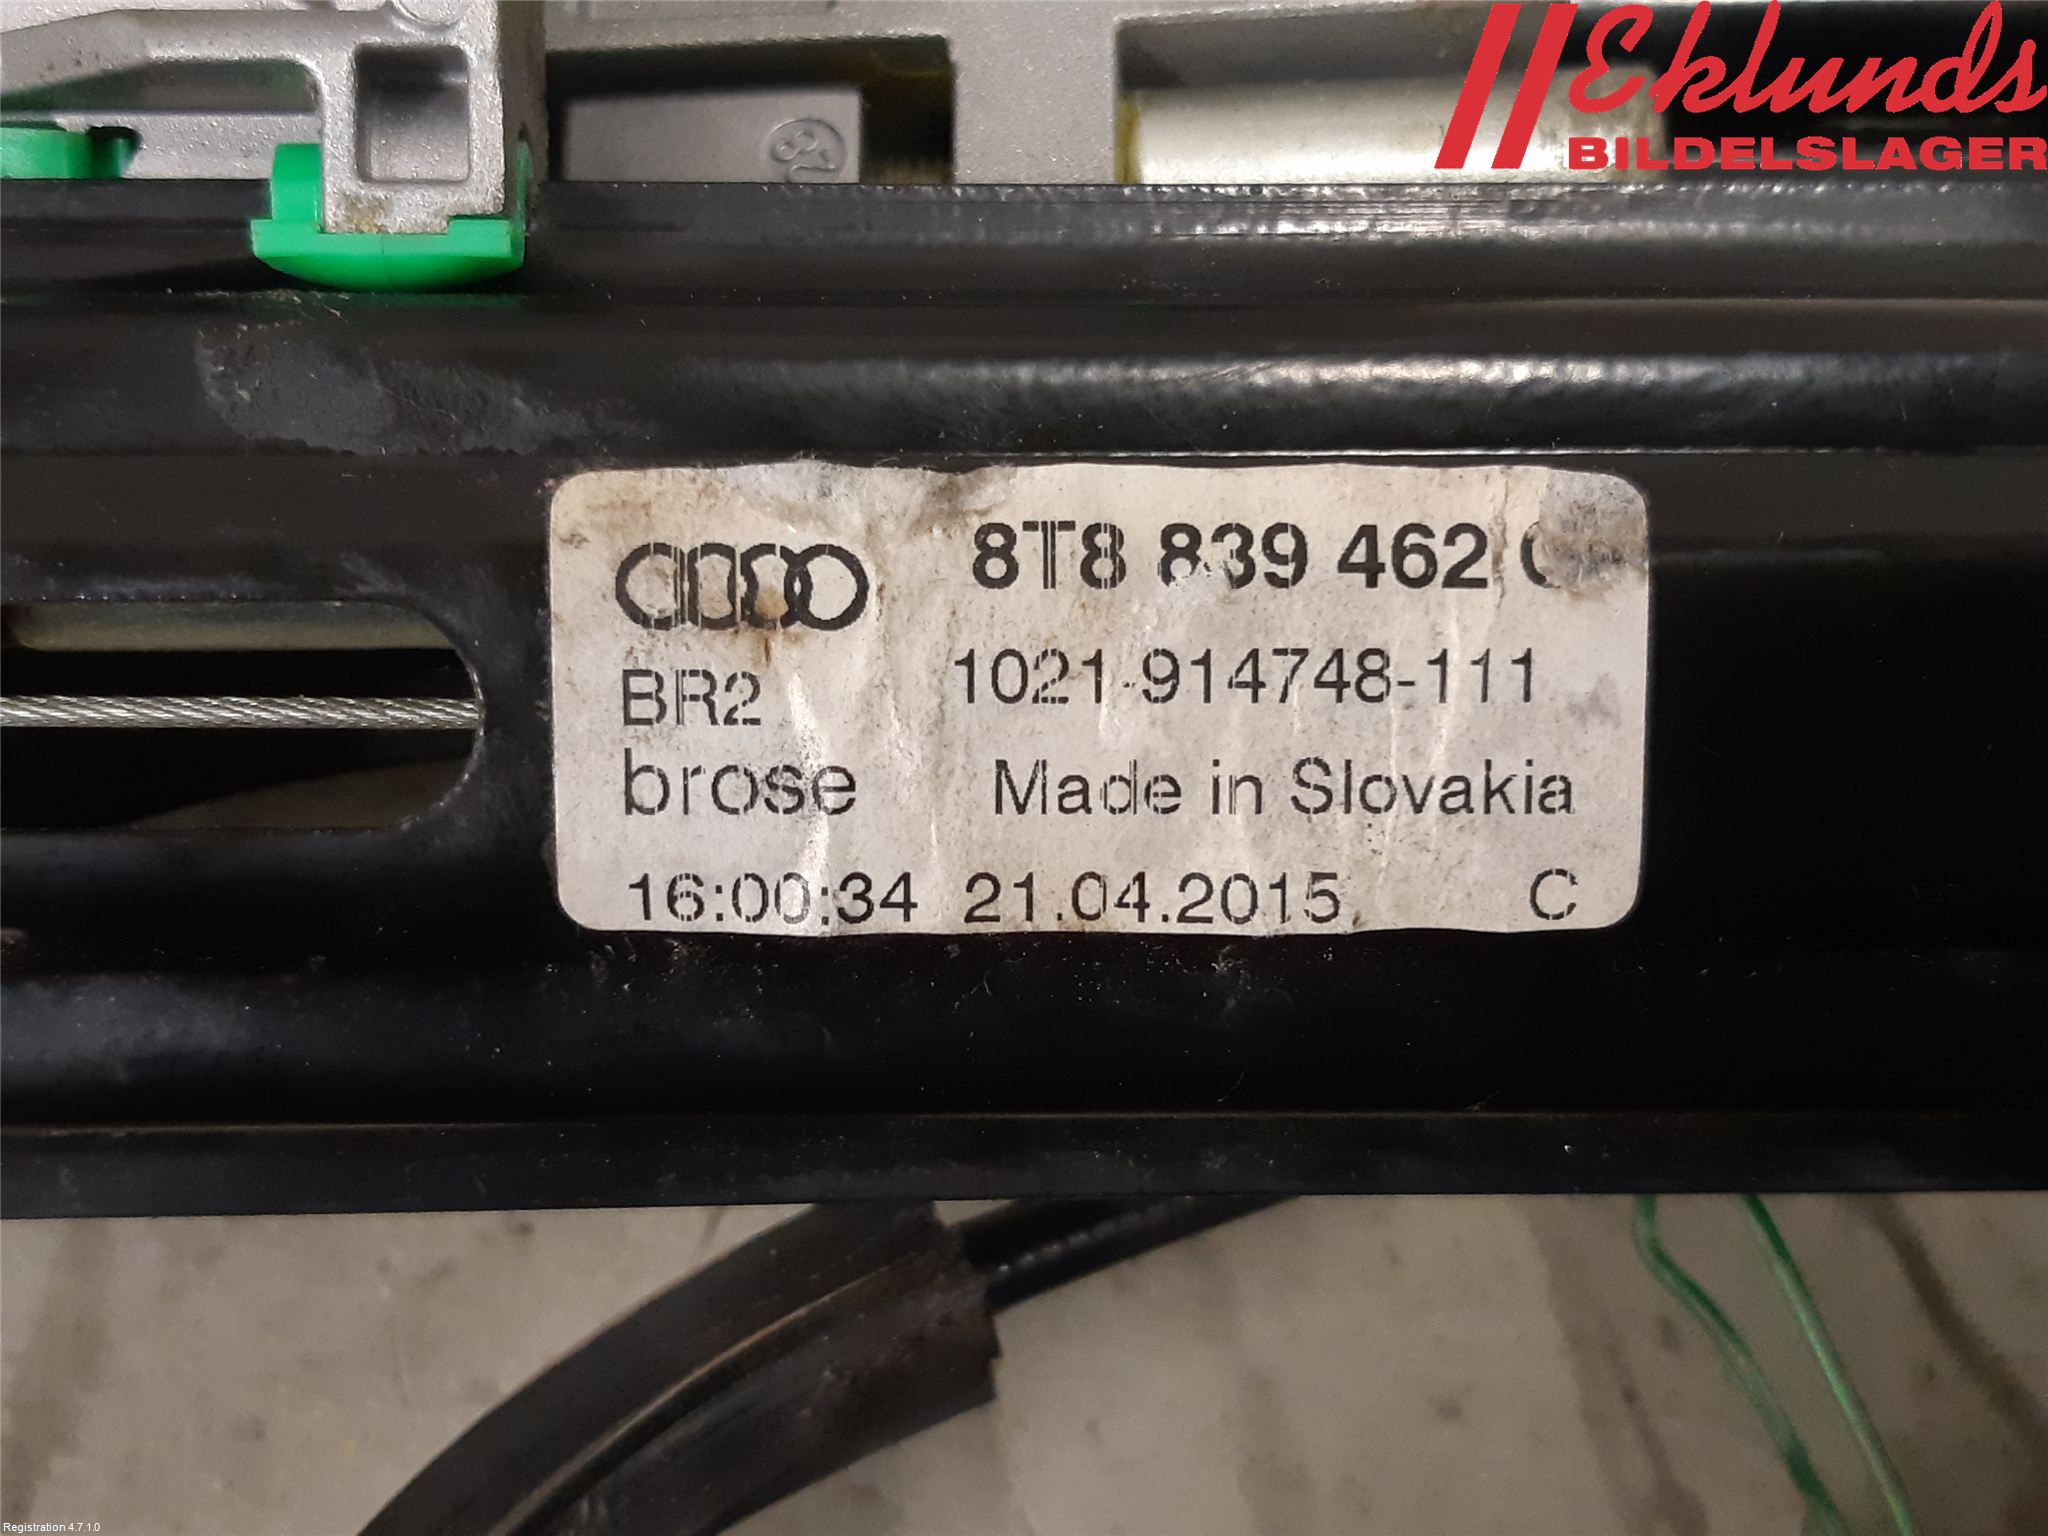 Eklunds
BILDELSLAGER
8T8 839 462
BR2 1021-914748-111
brose Made in Slovakia
16:00:34 21.04.2015 C
Registration 4.7.1.0